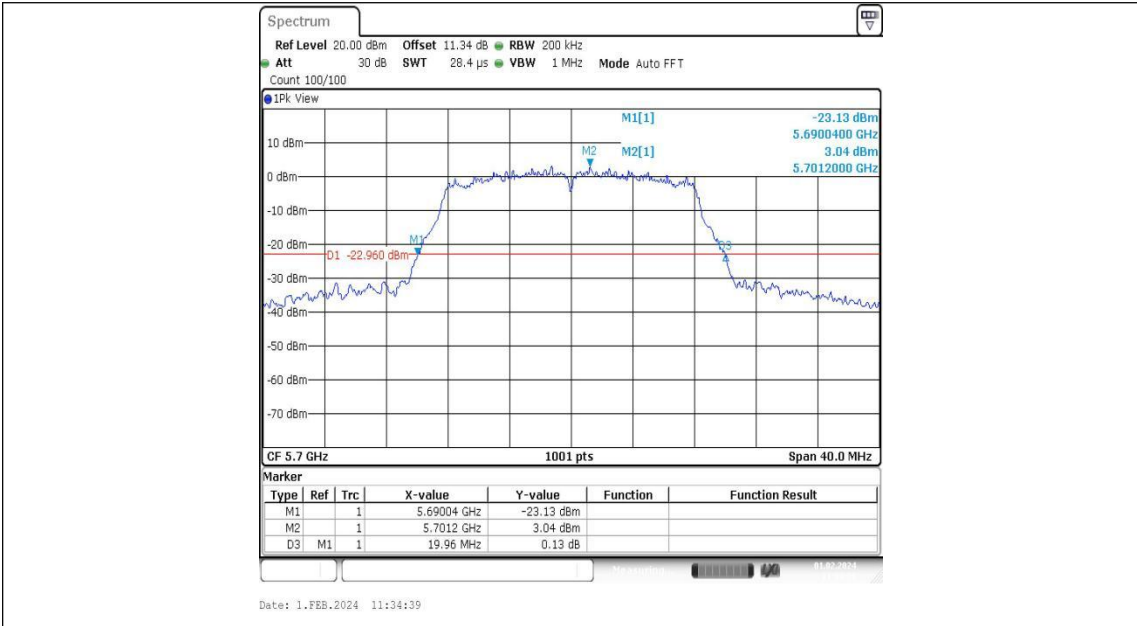 Spectrum
Ref Level 20.00 dBm Offset 11.34 dB RBW 200 kHz
Att 30 dB SWT 28.4 µs VBW 1 MHz Mode Auto FFT
Count 100/100
1Pk View
M1[1] -23.13 dBm
5.6900400 GHz
M2[1] 3.04 dBm
5.7012000 GHz
M2
10 dBm
0 dBm
-10 dBm
-20 dBm
M1
D3
D1 -22.960 dBm
-30 dBm
-40 dBm
-50 dBm
-60 dBm
-70 dBm
CF 5.7 GHz 1001 pts Span 40.0 MHz
Marker
Type Ref Trc X-value Y-value Function Function Result
M1 1 5.69004 GHz -23.13 dBm
M2 1 5.7012 GHz 3.04 dBm
D3 M1 1 19.96 MHz 0.13 dB
Measuring 01.02.2024
Date: 1.FEB.2024 11:34:39